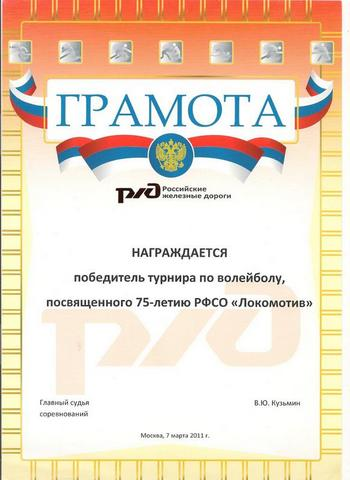 ГРАМОТА
РЖД Российские
железные дороги
НАГРАЖДАЕТСЯ
победитель турнира по волейболу,
посвященного 75-летию РФСО «Локомотив»
Главный судья В.Ю. Кузьмин
соревнований
Москва, 7 марта 2011 г.